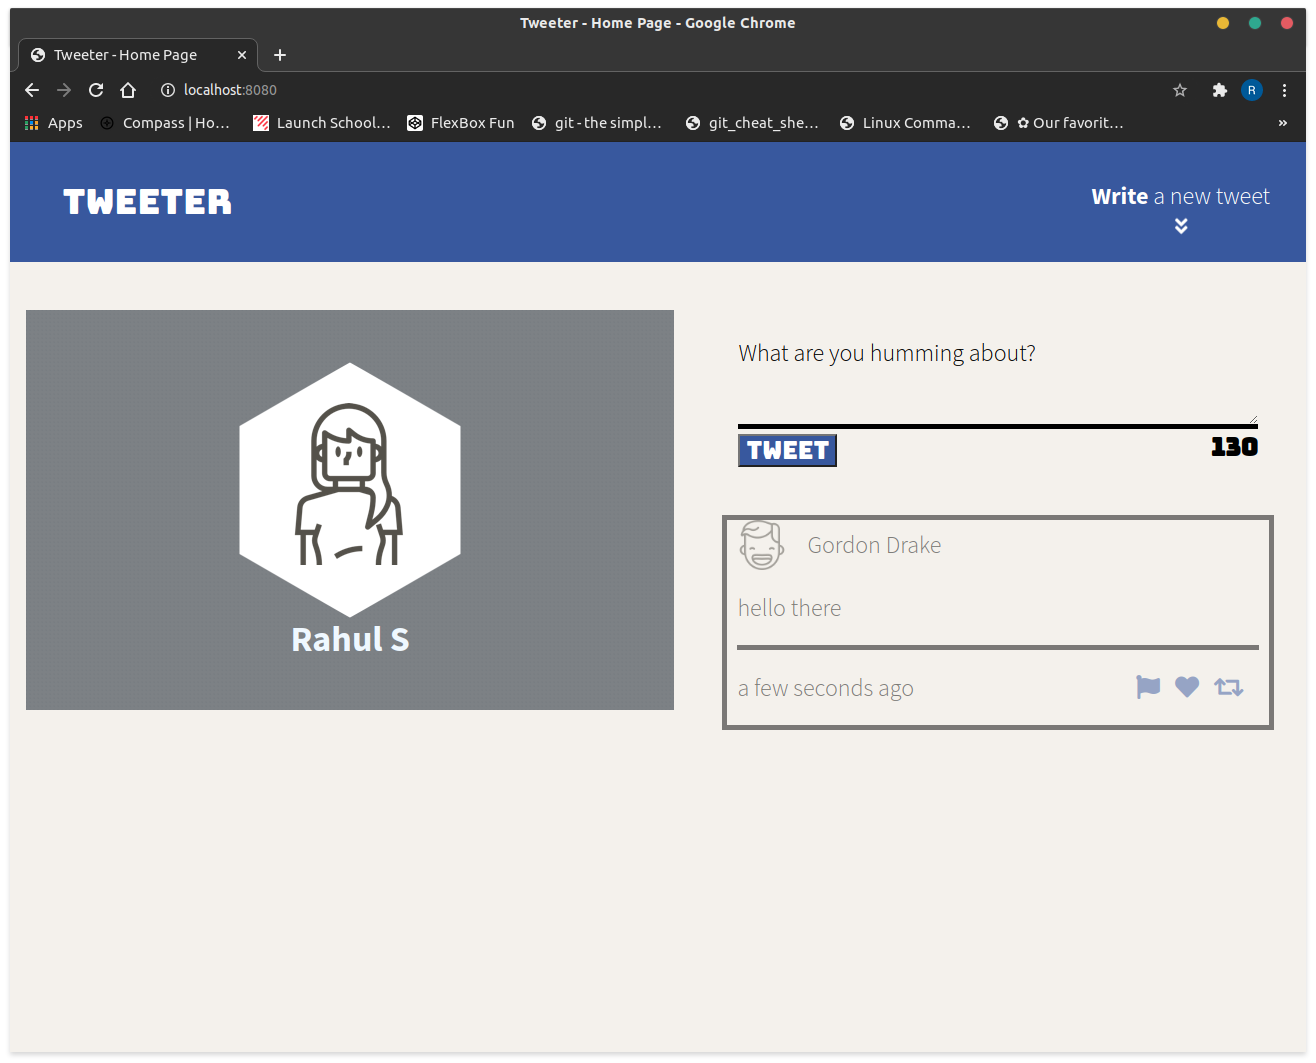 Tweeter - Home Page - Google Chrome
Tweeter - Home Page
localhost:8080
R
Apps
Compass | Ho...
Launch School...
FlexBox Fun
git - the simpl...
git_cheat_she...
Linux Comma...
✿ Our favorit...
»
TWEETER
Write a new tweet
Rahul S
What are you humming about?
TWEET
130
Gordon Drake
hello there
a few seconds ago